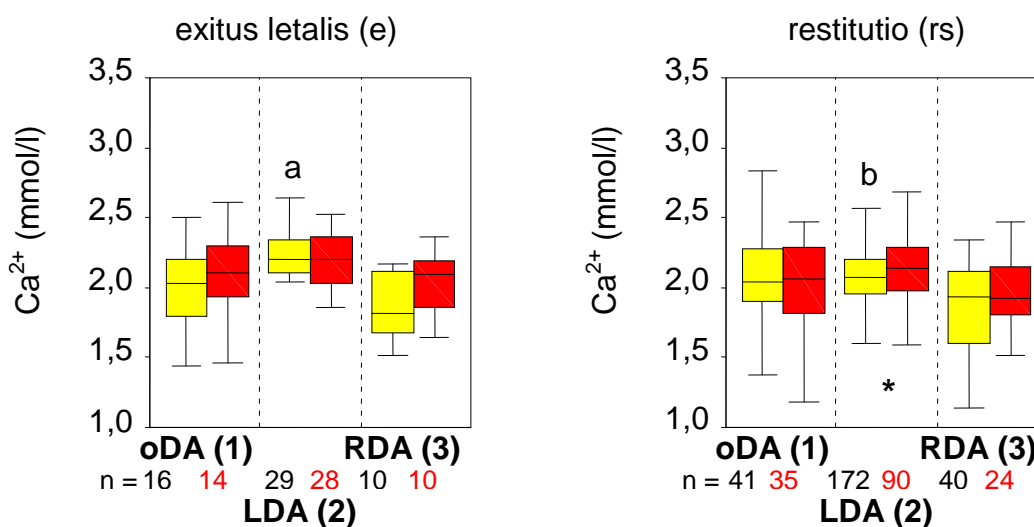 exitus letalis (e)
3,5
3,0
2,5
2,0
1,5
1,0
Ca2+ (mmol/l)
a
oDA (1) RDA (3)
n = 16 14 29 28 10 10
LDA (2)
restitutio (rs)
3,5
3,0
2,5
2,0
1,5
1,0
Ca2+ (mmol/l)
b
*
oDA (1) RDA (3)
n = 41 35 172 90 40 24
LDA (2)